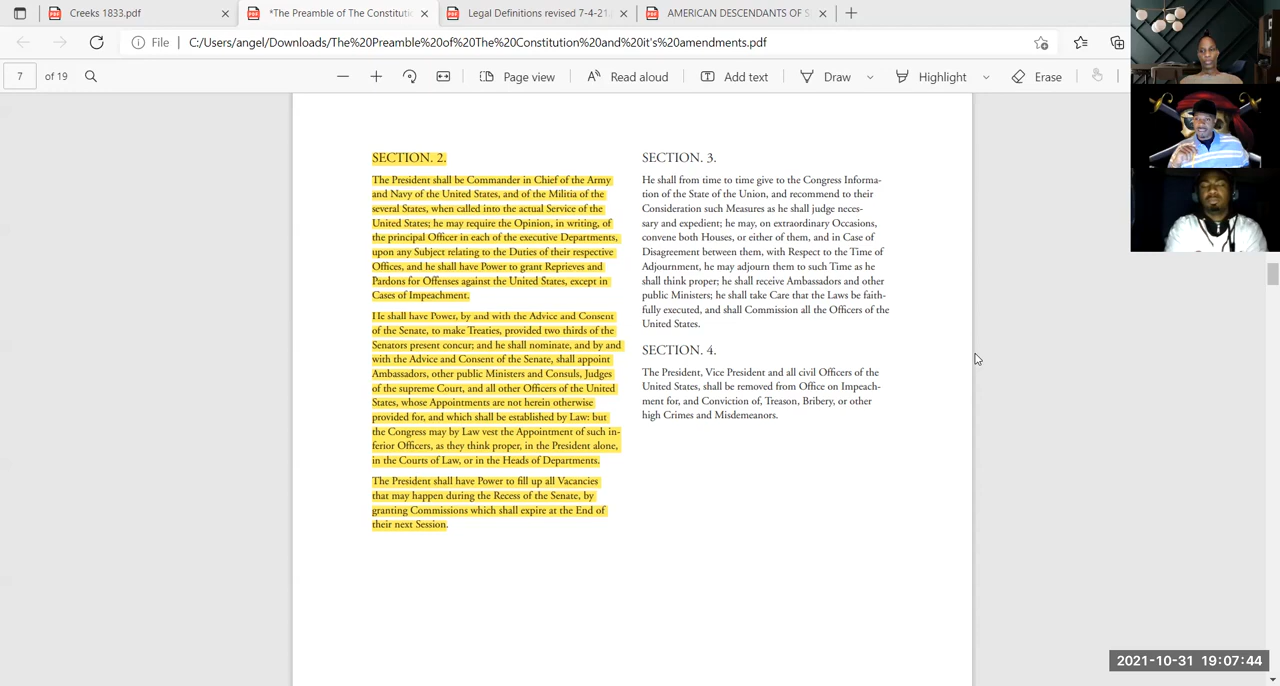 Creeks 1833.pdf
*The Preamble of The Constitutio
Legal Definitions revised 7-4-21.
AMERICAN DESCENDANTS OF S
File
C:/Users/angel/Downloads/The%20Preamble%20of%20The%20Constitution%20and%20it's%20amendments.pdf
7
of 19
Page view
Read aloud
Add text
Draw
Highlight
Erase
SECTION. 2.
The President shall be Commander in Chief of the Army
and Navy of the United States, and of the Militia of the
several States, when called into the actual Service of the
United States; he may require the Opinion, in writing, of
the principal Officer in each of the executive Departments,
upon any Subject relating to the Duties of their respective
Offices, and he shall have Power to grant Reprieves and
Pardons for Offenses against the United States, except in
Cases of Impeachment.
He shall have Power, by and with the Advice and Consent
of the Senate, to make Treaties, provided two thirds of the
Senators present concur; and he shall nominate, and by and
with the Advice and Consent of the Senate, shall appoint
Ambassadors, other public Ministers and Consuls, Judges
of the supreme Court, and all other Officers of the United
States, whose Appointments are not herein otherwise
provided for, and which shall be established by Law: but
the Congress may by Law vest the Appointment of such in-
ferior Officers, as they think proper, in the President alone,
in the Courts of Law, or in the Heads of Departments.
The President shall have Power to fill up all Vacancies
that may happen during the Recess of the Senate, by
granting Commissions which shall expire at the End of
their next Session.
SECTION. 3.
He shall from time to time give to the Congress Informa-
tion of the State of the Union, and recommend to their
Consideration such Measures as he shall judge neces-
sary and expedient; he may, on extraordinary Occasions,
convene both Houses, or either of them, and in Case of
Disagreement between them, with Respect to the Time of
Adjournment, he may adjourn them to such Time as he
shall think proper; he shall receive Ambassadors and other
public Ministers; he shall take Care that the Laws be faith-
fully executed, and shall Commission all the Officers of the
United States.
SECTION. 4.
The President, Vice President and all civil Officers of the
United States, shall be removed from Office on Impeach-
ment for, and Conviction of, Treason, Bribery, or other
high Crimes and Misdemeanors.
2021-10-31 19:07:44